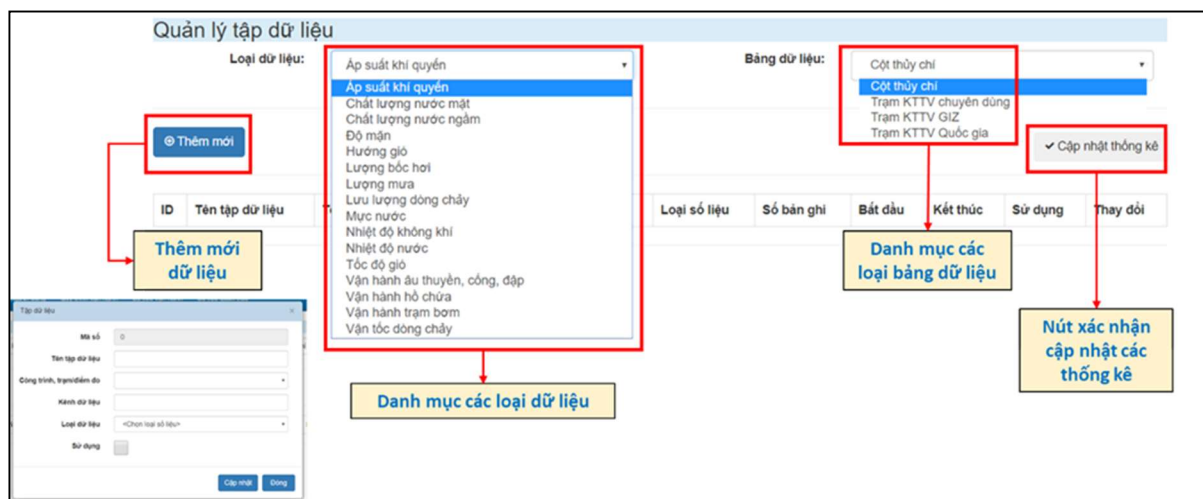 Quản lý tập dữ liệu
Loại dữ liệu:
Áp suất khí quyển
Bảng dữ liệu:
Cột thủy chí
Áp suất khí quyển
Chất lượng nước mặt
Chất lượng nước ngầm
Độ mặn
Hướng gió
Lượng bốc hơi
Lượng mưa
Lưu lượng dòng chảy
Mực nước
Nhiệt độ không khí
Nhiệt độ nước
Tốc độ gió
Vận hành âu thuyền, cống, đập
Vận hành hồ chứa
Vận hành trạm bơm
Vận tốc dòng chảy
Cột thủy chí
Trạm KTTV chuyên dùng
Trạm KTTV GIZ
Trạm KTTV Quốc gia
Thêm mới
Cập nhật thống kê
ID Tên tập dữ liệu Loại số liệu Số bản ghi Bắt đầu Kết thúc Sử dụng Thay đổi
Thêm mới
dữ liệu
Danh mục các
loại bảng dữ liệu
Nút xác nhận
cập nhật các
thống kê
Danh mục các loại dữ liệu
Tập dữ liệu
×
Mã số
0
Tên tập dữ liệu
Công trình, trạm/điểm đo
Kênh dữ liệu
Loại dữ liệu
<Chọn loại số liệu>
Sử dụng
Cập nhật
Đóng